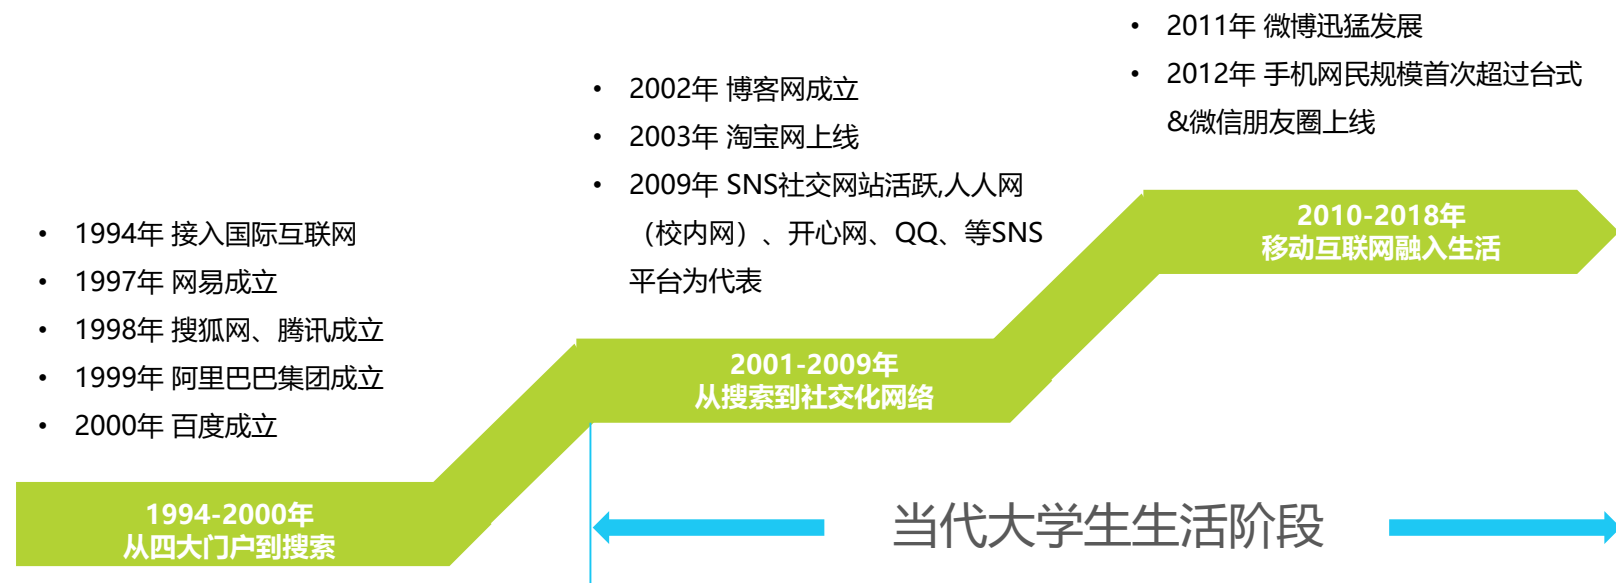 • 1994年 接入国际互联网
• 1997年 网易成立
• 1998年 搜狐网、腾讯成立
• 1999年 阿里巴巴集团成立
• 2000年 百度成立
1994-2000年
从四大门户到搜索
• 2002年 博客网成立
• 2003年 淘宝网上线
• 2009年 SNS社交网站活跃,人人网
（校内网）、开心网、QQ、等SNS
平台为代表
2001-2009年
从搜索到社交化网络
• 2011年 微博迅猛发展
• 2012年 手机网民规模首次超过台式
&微信朋友圈上线
2010-2018年
移动互联网融入生活
当代大学生生活阶段